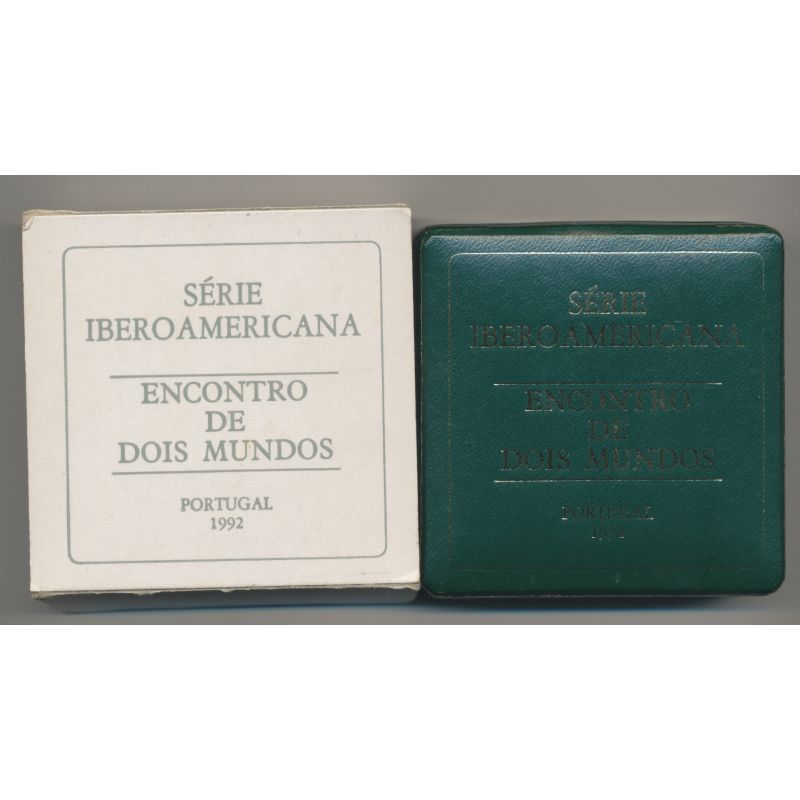 SÉRIE
IBEROAMERICANA
ENCONTRO
DE
DOIS MUNDOS
PORTUGAL
1992
SÉRIE
IBEROAMERICANA
ENCONTRO
DE
DOIS MUNDOS
PORTUGAL
1992